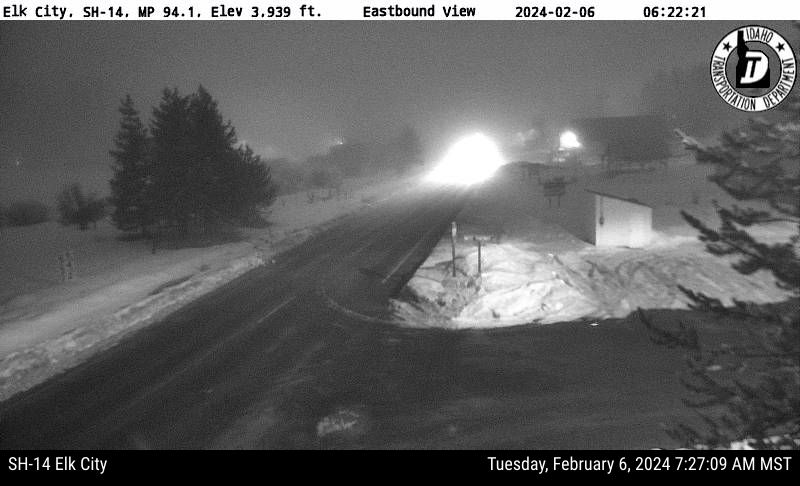 Elk City, SH-14, MP 94.1, Elev 3,939 ft. Eastbound View 2024-02-06 06:22:21
IDAHO
TRANSPORTATION DEPARTMENT
SH-14 Elk City Tuesday, February 6, 2024 7:27:09 AM MST